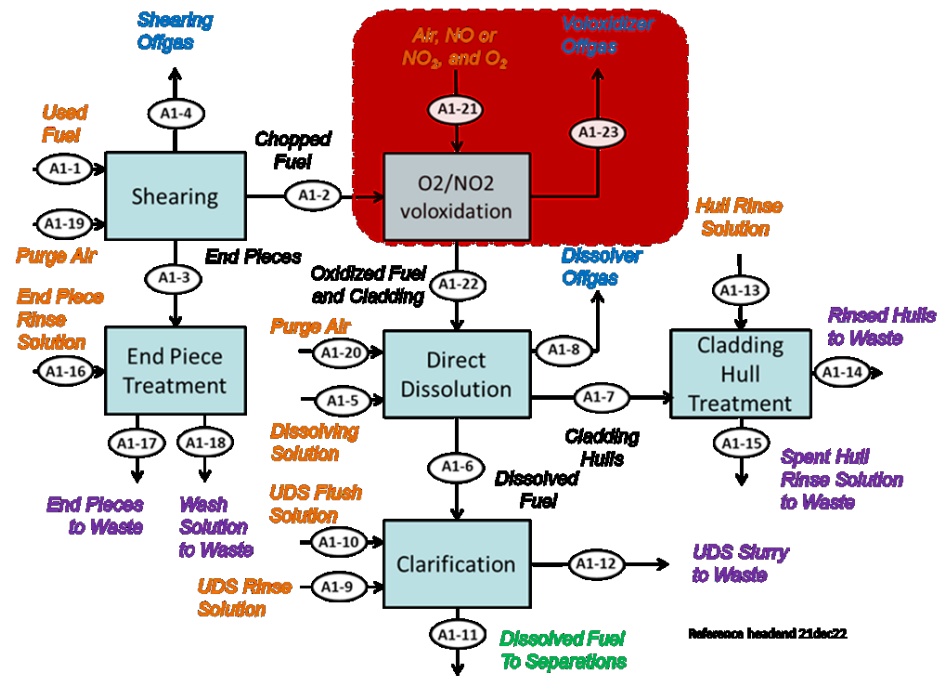 Shearing
Offgas
Air, NO or
NO2, and O2
Voloxidizer
Offgas
A1-4
A1-21
A1-23
Used
Fuel
A1-1
Chopped
Fuel
Shearing
A1-2
O2/NO2
voloxidation
A1-19
Purge Air
Hull Rinse
Solution
A1-3
End Pieces
Oxidized Fuel
and Cladding
A1-22
Dissolver
Offgas
A1-13
End Piece
Rinse
Solution
A1-16
End Piece
Treatment
Purge Air
A1-20
Direct
Dissolution
A1-8
Cladding
Hull
Treatment
Rinsed Hulls
to Waste
A1-14
A1-5
Dissolving
Solution
A1-7
Cladding
Hulls
A1-17
A1-18
A1-6
Dissolved
Fuel
A1-15
Spent Hull
Rinse Solution
to Waste
End Pieces
to Waste
Wash
Solution
to Waste
UDS Flush
Solution
A1-10
Clarification
A1-12
UDS Slurry
to Waste
UDS Rinse
Solution
A1-9
A1-11
Dissolved Fuel
To Separations
Reference headend 21dec22